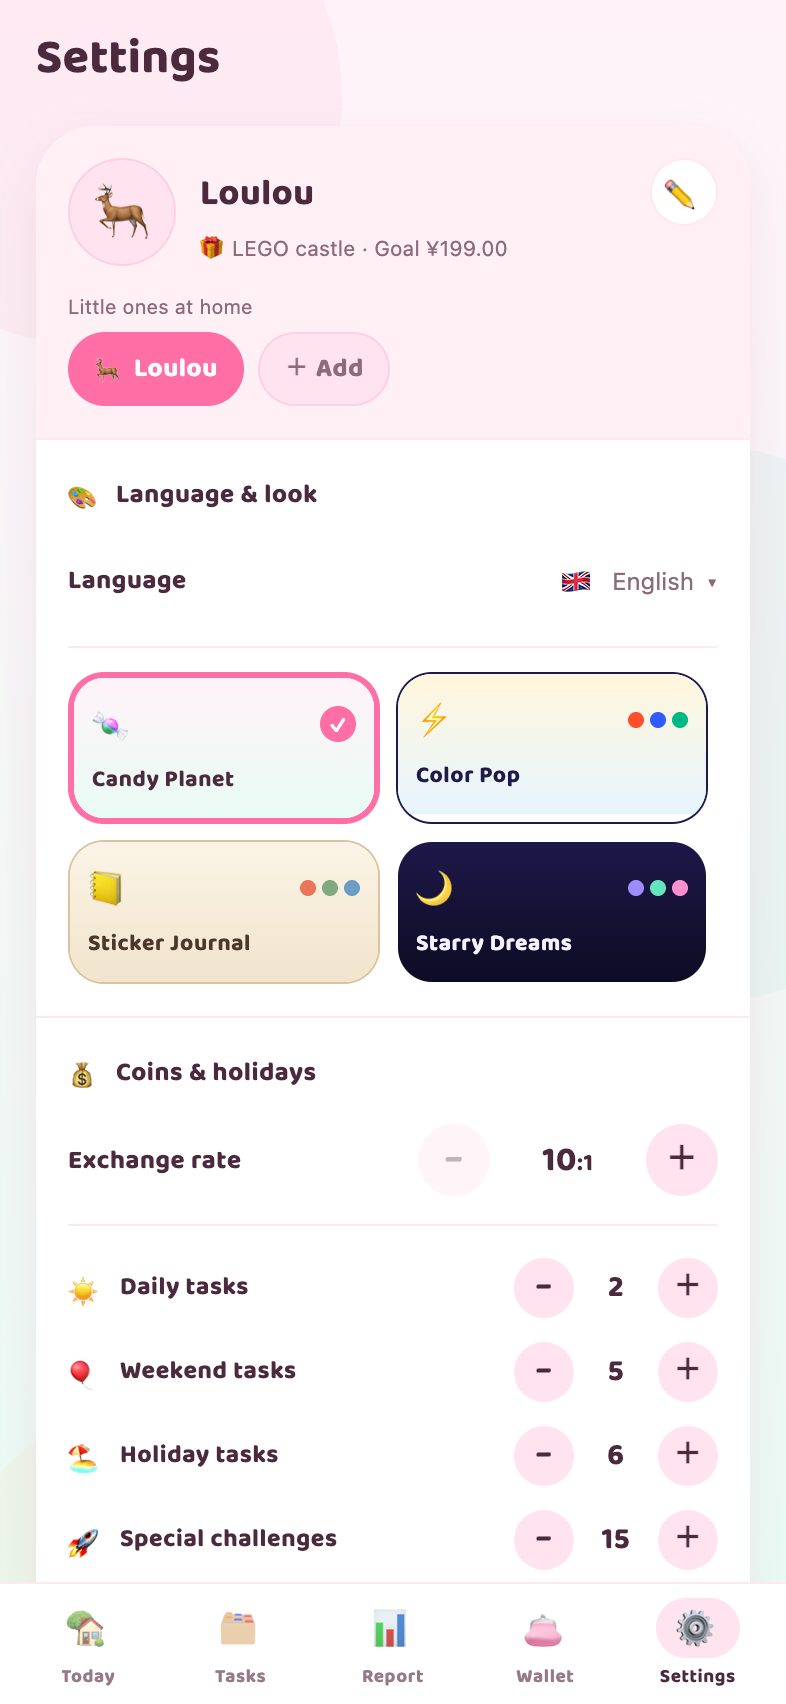 Settings
Loulou
LEGO castle · Goal ¥199.00
Little ones at home
Loulou
+ Add
Language & look
Language
English ▾
Candy Planet
Color Pop
Sticker Journal
Starry Dreams
Coins & holidays
Exchange rate
−
10:1
+
Daily tasks
−
2
+
Weekend tasks
−
5
+
Holiday tasks
−
6
+
Special challenges
−
15
+
Today
Tasks
Report
Wallet
Settings